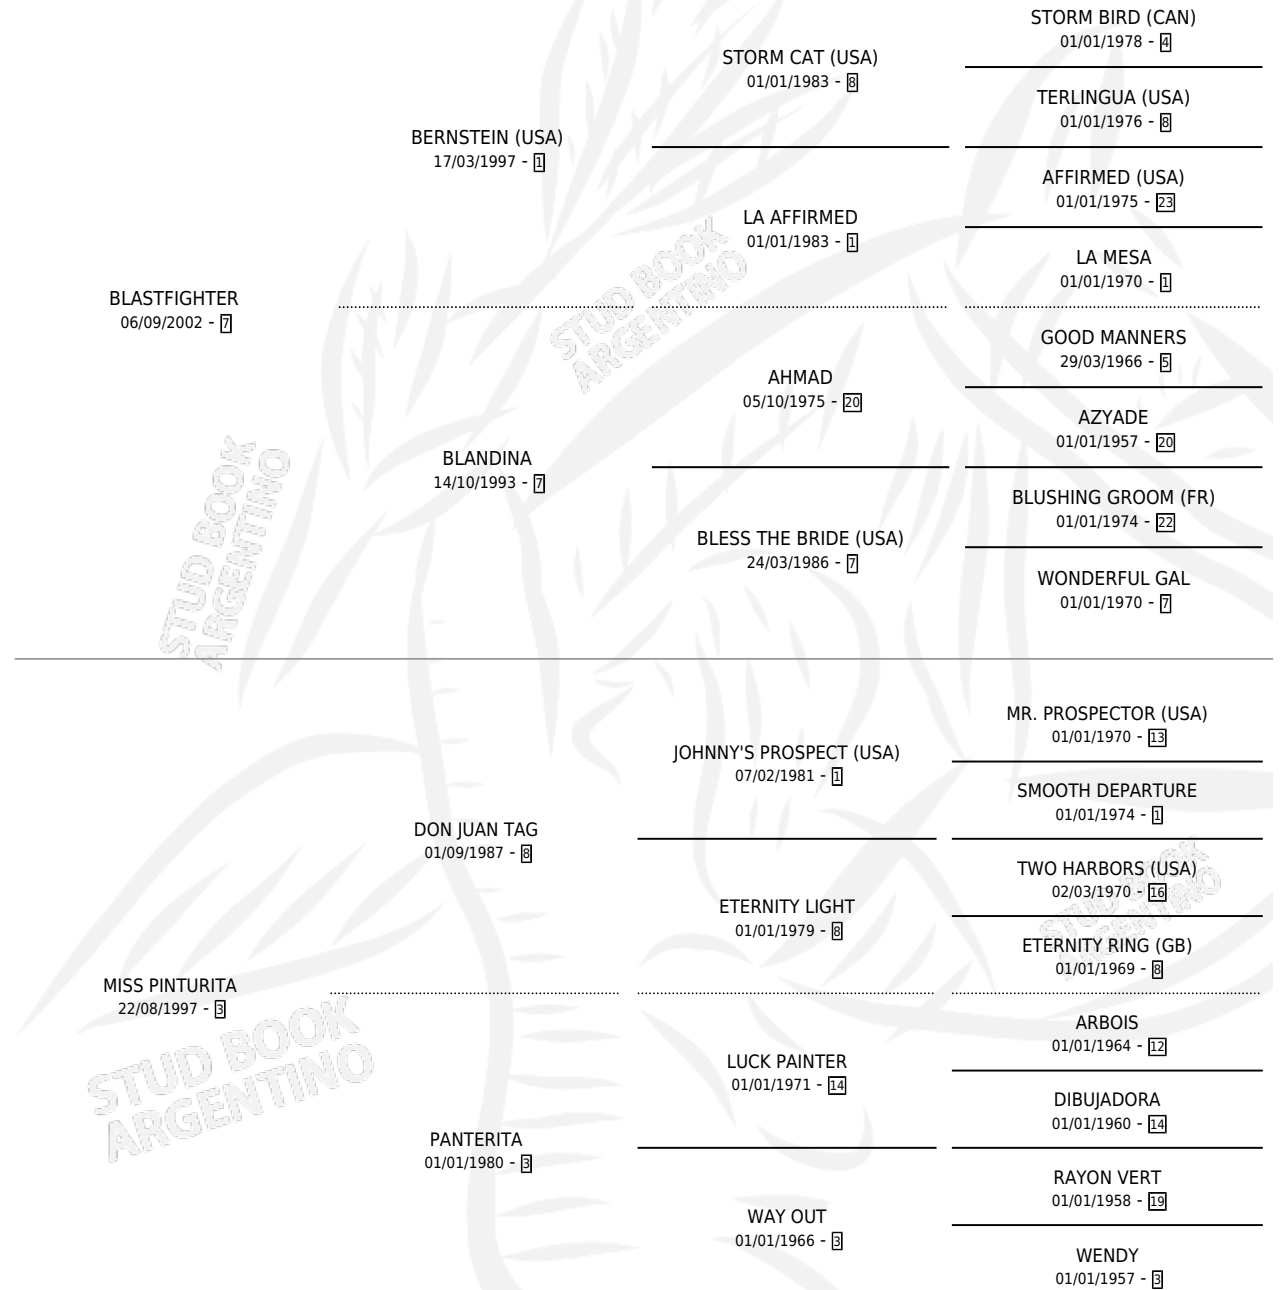 STORM BIRD (CAN)
01/01/1978 - 4
STORM CAT (USA)
01/01/1983 - 8
TERLINGUA (USA)
01/01/1976 - 8
BERNSTEIN (USA)
17/03/1997 - 1
AFFIRMED (USA)
01/01/1975 - 23
LA AFFIRMED
01/01/1983 - 1
LA MESA
01/01/1970 - 1
BLASTFIGHTER
06/09/2002 - 7
GOOD MANNERS
29/03/1966 - 5
AHMAD
05/10/1975 - 20
AZYADE
01/01/1957 - 20
BLANDINA
14/10/1993 - 7
BLUSHING GROOM (FR)
01/01/1974 - 22
BLESS THE BRIDE (USA)
24/03/1986 - 7
WONDERFUL GAL
01/01/1970 - 7
MR. PROSPECTOR (USA)
01/01/1970 - 13
JOHNNY'S PROSPECT (USA)
07/02/1981 - 1
SMOOTH DEPARTURE
01/01/1974 - 1
DON JUAN TAG
01/09/1987 - 8
TWO HARBORS (USA)
02/03/1970 - 16
ETERNITY LIGHT
01/01/1979 - 8
ETERNITY RING (GB)
01/01/1969 - 8
MISS PINTURITA
22/08/1997 - 3
ARBOIS
01/01/1964 - 12
LUCK PAINTER
01/01/1971 - 14
DIBUJADORA
01/01/1960 - 14
PANTERITA
01/01/1980 - 3
RAYON VERT
01/01/1958 - 19
WAY OUT
01/01/1966 - 3
WENDY
01/01/1957 - 3
STUD BOOK
ARGENTINO
STUD BOOK
ARGENTINO
STUD BOOK
ARGENTINO
STUD BOOK
ARGENTINO